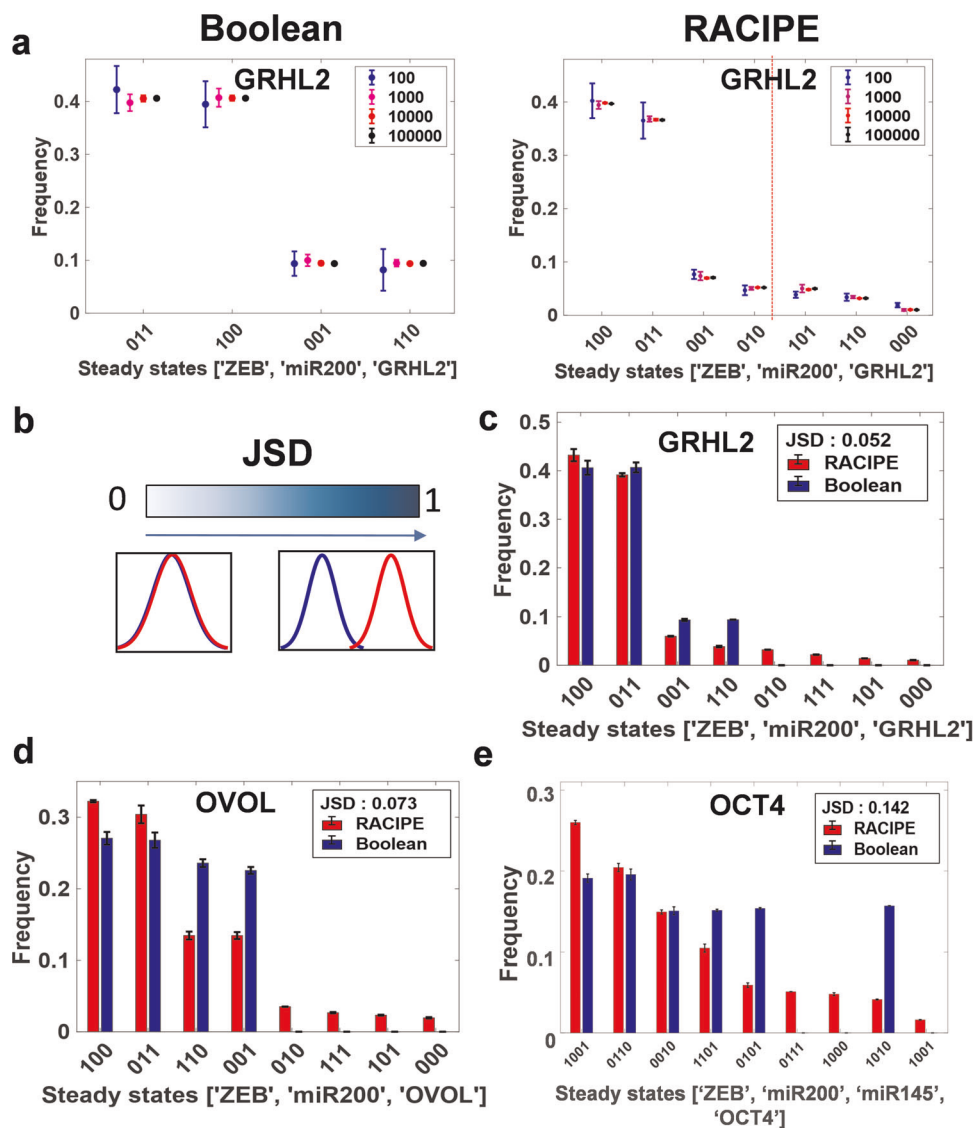 a
Boolean
GRHL2
100
1000
10000
100000
0.4
0.3
0.2
0.1
0
Frequency
011
100
001
110
Steady states ['ZEB', 'miR200', 'GRHL2']
RACIPE
GRHL2
100
1000
10000
100000
0.4
0.3
0.2
0.1
0
Frequency
100
011
001
010
101
110
000
Steady states ['ZEB', 'miR200', 'GRHL2']
b
JSD
0
1
c
GRHL2
JSD : 0.052
RACIPE
Boolean
0.5
0.4
0.3
0.2
0.1
0
Frequency
100
011
001
110
010
111
101
000
Steady states ['ZEB', 'miR200', 'GRHL2']
d
OVOL
JSD : 0.073
RACIPE
Boolean
0.3
0.2
0.1
0
Frequency
100
011
110
001
010
111
101
000
Steady states ['ZEB', 'miR200', 'OVOL']
e
OCT4
JSD : 0.142
RACIPE
Boolean
0.3
0.2
0.1
0
Frequency
1001
0110
0010
1101
0101
0111
1000
1010
1001
Steady states [‘ZEB’, ‘miR200’, ‘miR145’,
‘OCT4’]